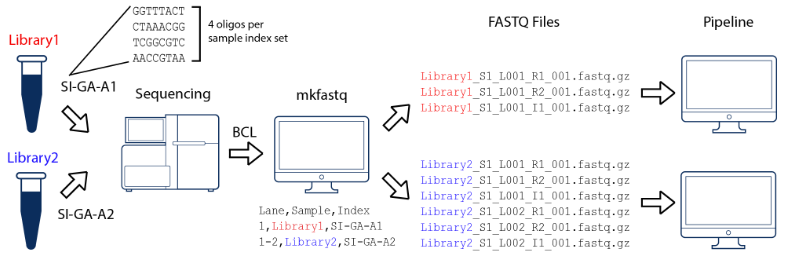 GGTTTACT
CTAAACGG
TCGGCGTC
AACCGTAA
4 oligos per
sample index set
Library1
SI-GA-A1
Library2
SI-GA-A2
Sequencing
BCL
mkfastq
Lane,Sample,Index
1,Library1,SI-GA-A1
1-2,Library2,SI-GA-A2
FASTQ Files
Library1_S1_L001_R1_001.fastq.gz
Library1_S1_L001_R2_001.fastq.gz
Library1_S1_L001_I1_001.fastq.gz
Library2_S1_L001_R1_001.fastq.gz
Library2_S1_L001_R2_001.fastq.gz
Library2_S1_L001_I1_001.fastq.gz
Library2_S1_L002_R1_001.fastq.gz
Library2_S1_L002_R2_001.fastq.gz
Library2_S1_L002_I1_001.fastq.gz
Pipeline